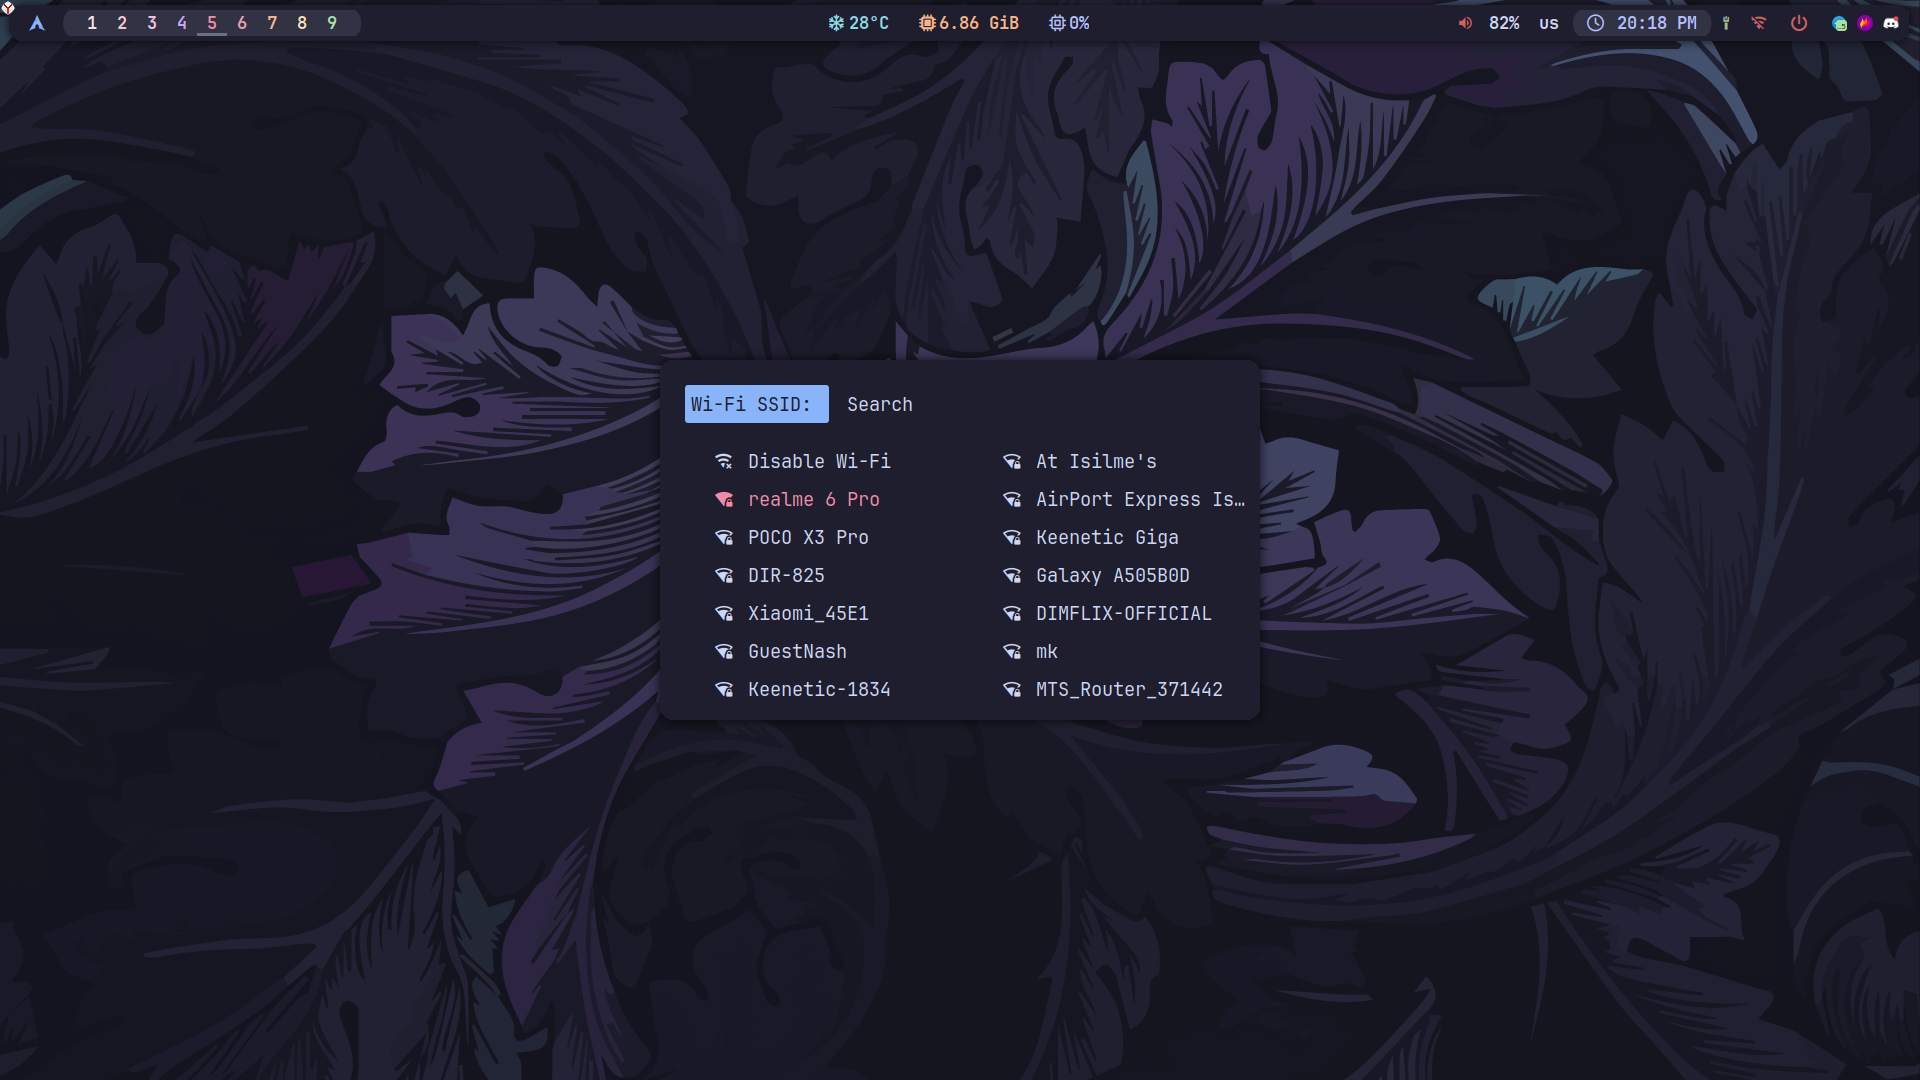 1 2 3 4 5 6 7 8 9 28°C 6.86 GiB 0% 82% US 20:18 PM
Wi-Fi SSID: Search
Disable Wi-Fi At Isilme's
realme 6 Pro AirPort Express Is…
POCO X3 Pro Keenetic Giga
DIR-825 Galaxy A505B0D
Xiaomi_45E1 DIMFLIX-OFFICIAL
GuestNash mk
Keenetic-1834 MTS_Router_371442